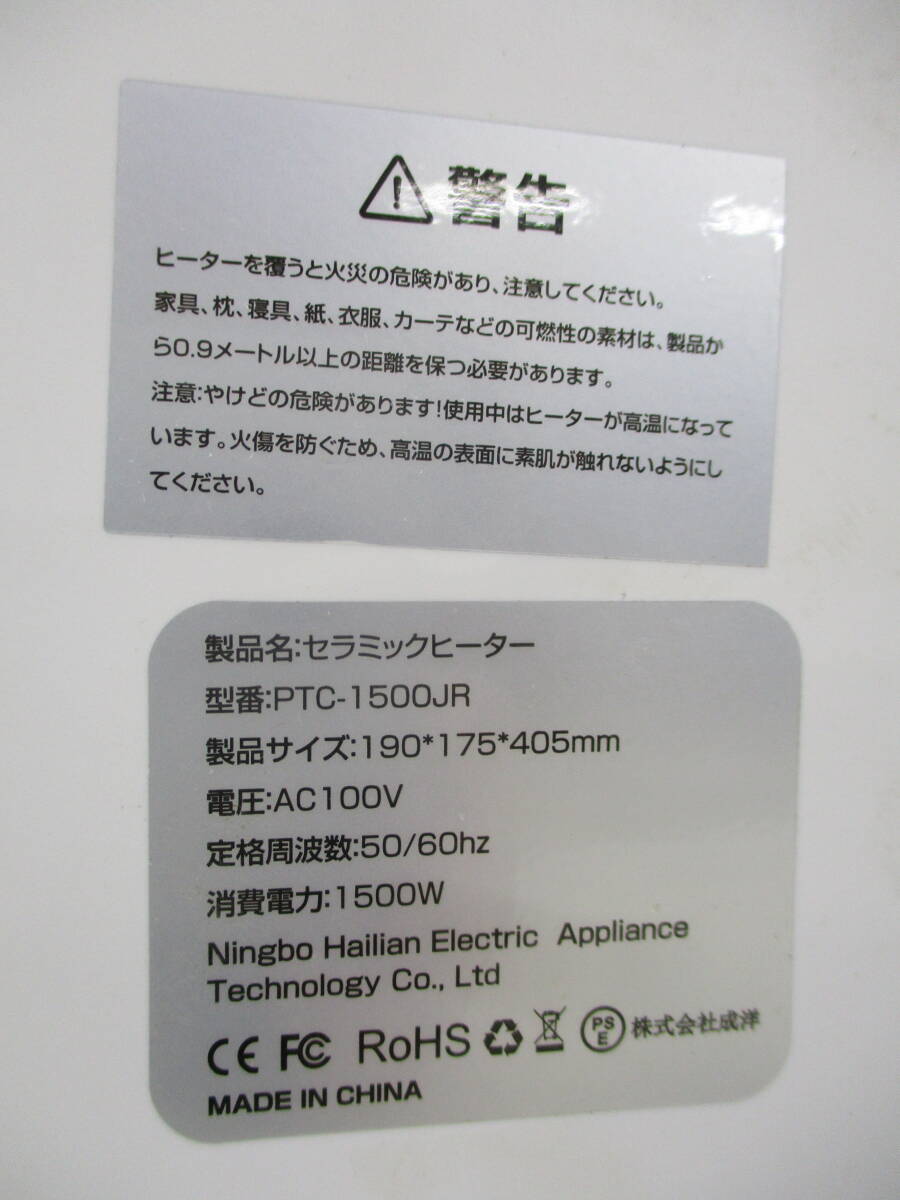 警告
ヒーターを覆うと火災の危険があり、注意してください。
家具、枕、寝具、紙、衣服、カーテなどの可燃性の素材は、製品か
ら0.9メートル以上の距離を保つ必要があります。
注意:やけどの危険があります!使用中はヒーターが高温になって
います。火傷を防ぐため、高温の表面に素肌が触れないようにし
てください。
製品名:セラミックヒーター
型番:PTC-1500JR
製品サイズ:190*175*405mm
電圧:AC100V
定格周波数:50/60hz
消費電力:1500W
Ningbo Hailian Electric Appliance
Technology Co., Ltd
CE FC RoHS PSE 株式会社成洋
MADE IN CHINA